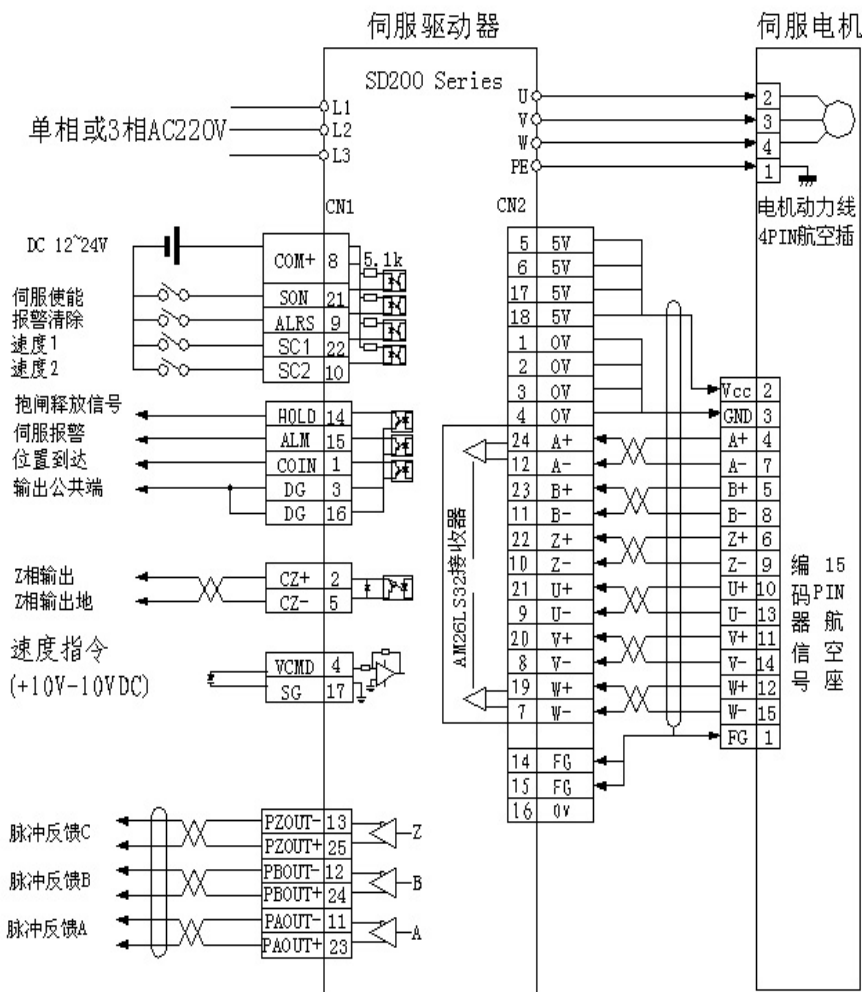 伺服驱动器
伺服电机
SD200 Series
单相或3相AC220V
L1
L2
L3
U
V
W
PE
2
3
4
1
电机动力线
4PIN航空插
CN1
CN2
DC 12~24V
伺服使能
报警清除
速度1
速度2
COM+ 8
SON 21
ALRS 9
SC1 22
SC2 10
5.1k
抱闸释放信号
伺服报警
位置到达
输出公共端
HOLD 14
ALM 15
COIN 1
DG 3
DG 16
Z相输出
Z相输出地
CZ+ 2
CZ- 5
速度指令
(+10V-10VDC)
VCMD 4
SG 17
脉冲反馈C
脉冲反馈B
脉冲反馈A
PZOUT- 13
PZOUT+ 25
PBOUT- 12
PBOUT+ 24
PAOUT- 11
PAOUT+ 23
Z
B
A
5 5V
6 5V
17 5V
18 5V
1 0V
2 0V
3 0V
4 0V
24 A+
12 A-
23 B+
11 B-
22 Z+
10 Z-
21 U+
9 U-
20 V+
8 V-
19 W+
7 W-
14 FG
15 FG
16 0V
AM26LS32接收器
Vcc 2
GND 3
A+ 4
A- 7
B+ 5
B- 8
Z+ 6
Z- 9
U+ 10
U- 13
V+ 11
V- 14
W+ 12
W- 15
FG 1
编码器信号
15PIN航空座